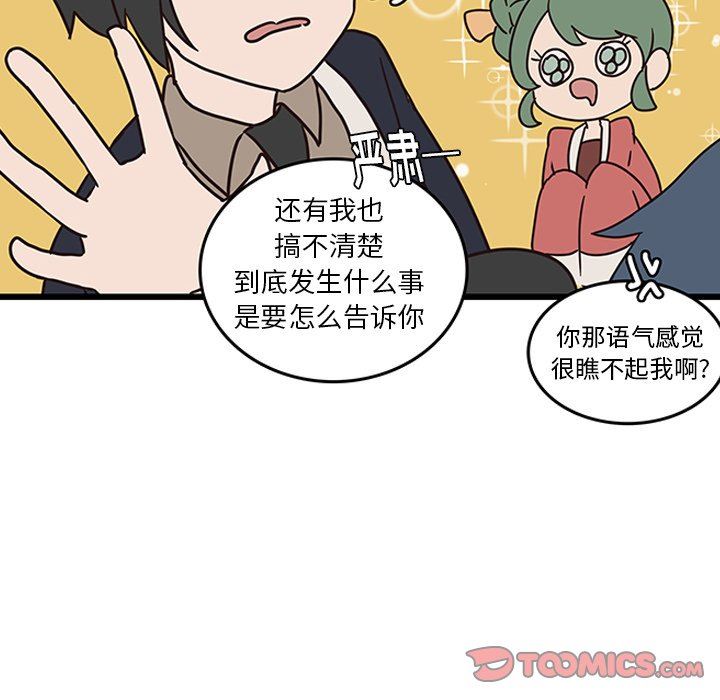 严肃一
还有我也
搞不清楚
到底发生什么事
是要怎么告诉你
你那语气感觉
很瞧不起我啊?
TOOMICS.COM